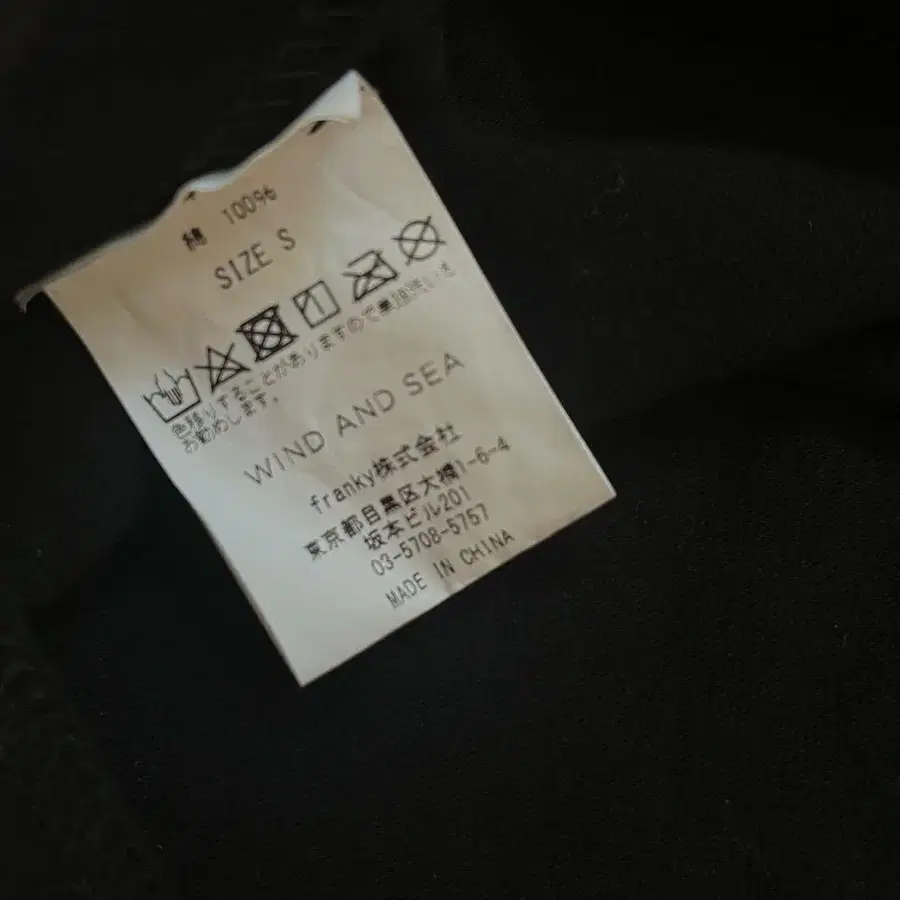 綿 10096
SIZE S
色移りすることがありますので単独洗いを
お勧めします。
WIND AND SEA
franky株式会社
東京都目黒区大橋1-6-4
坂本ビル201
03-5708-5757
MADE IN CHINA